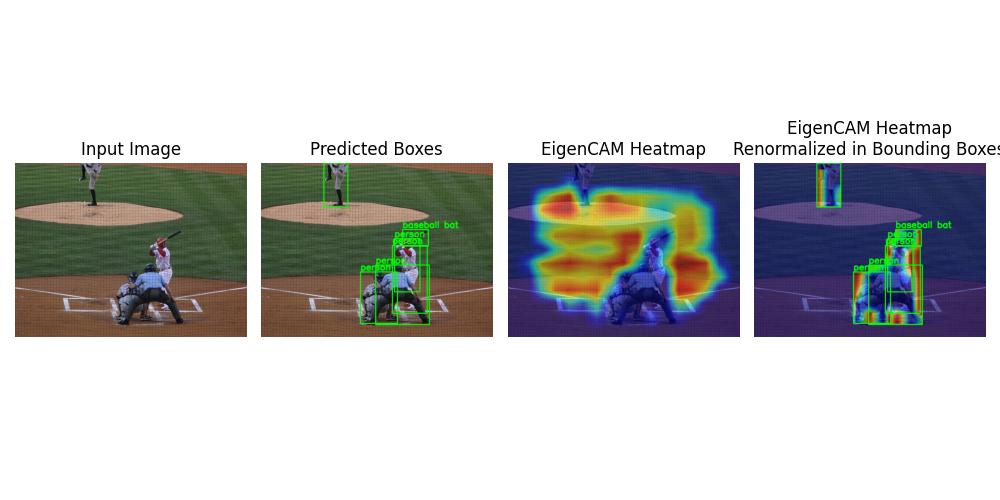 Input Image
Predicted Boxes
EigenCAM Heatmap
EigenCAM Heatmap
Renormalized in Bounding Boxes
baseball bat
person
person
person
person
baseball bat
person
person
person
person